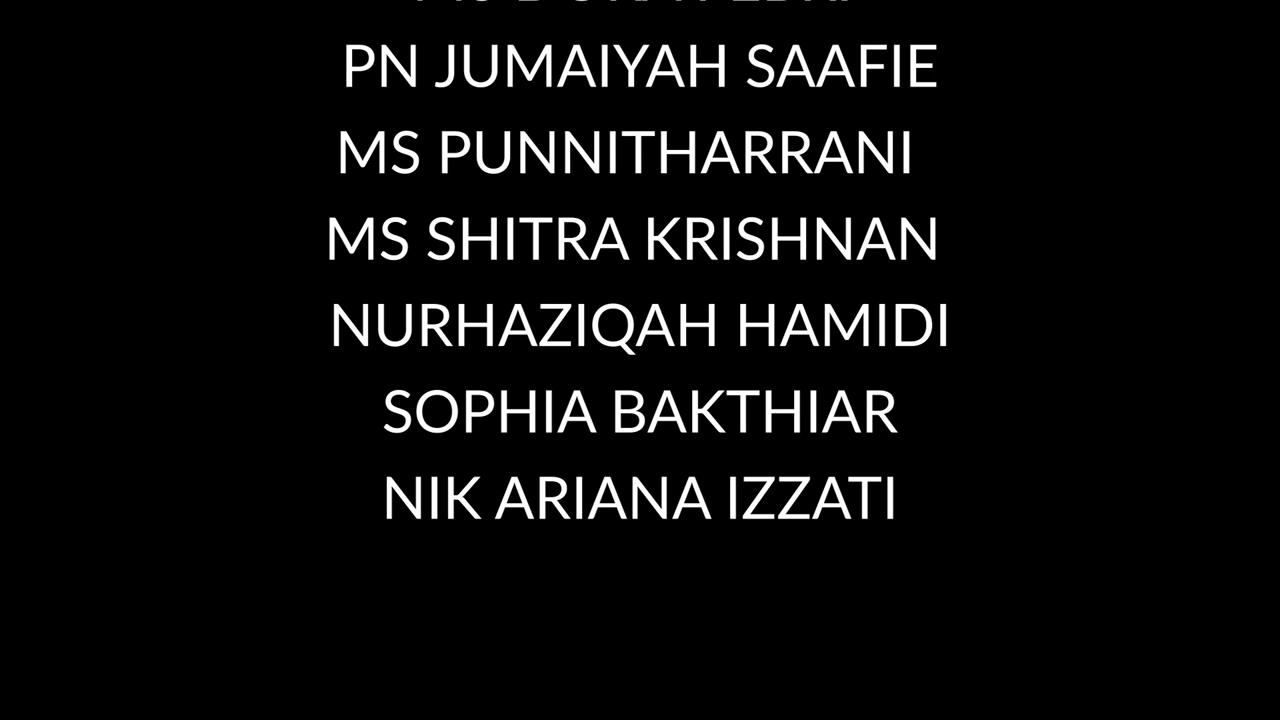 PN JUMAIYAH SAAFIE
MS PUNNITHARRANI
MS SHITRA KRISHNAN
NURHAZIQAH HAMIDI
SOPHIA BAKTHIAR
NIK ARIANA IZZATI